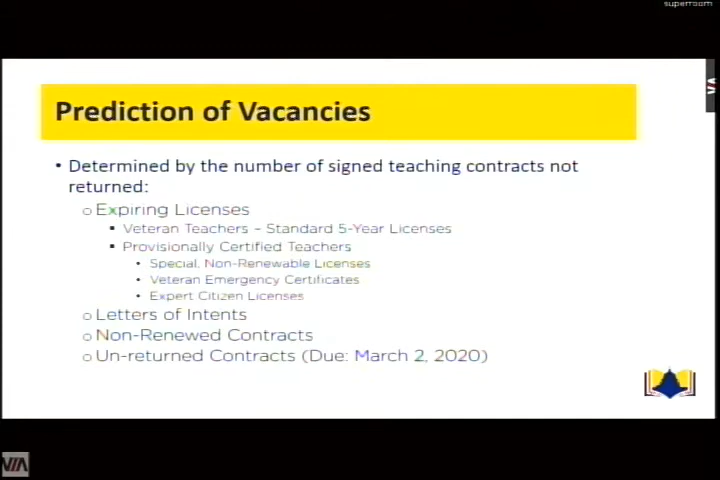 superroom
Prediction of Vacancies
• Determined by the number of signed teaching contracts not
returned:
o Expiring Licenses
▪ Veteran Teachers – Standard 5-Year Licenses
▪ Provisionally Certified Teachers
• Special, Non-Renewable Licenses
• Veteran Emergency Certificates
• Expert Citizen Licenses
o Letters of Intents
o Non-Renewed Contracts
o Un-returned Contracts (Due: March 2, 2020)
VIA